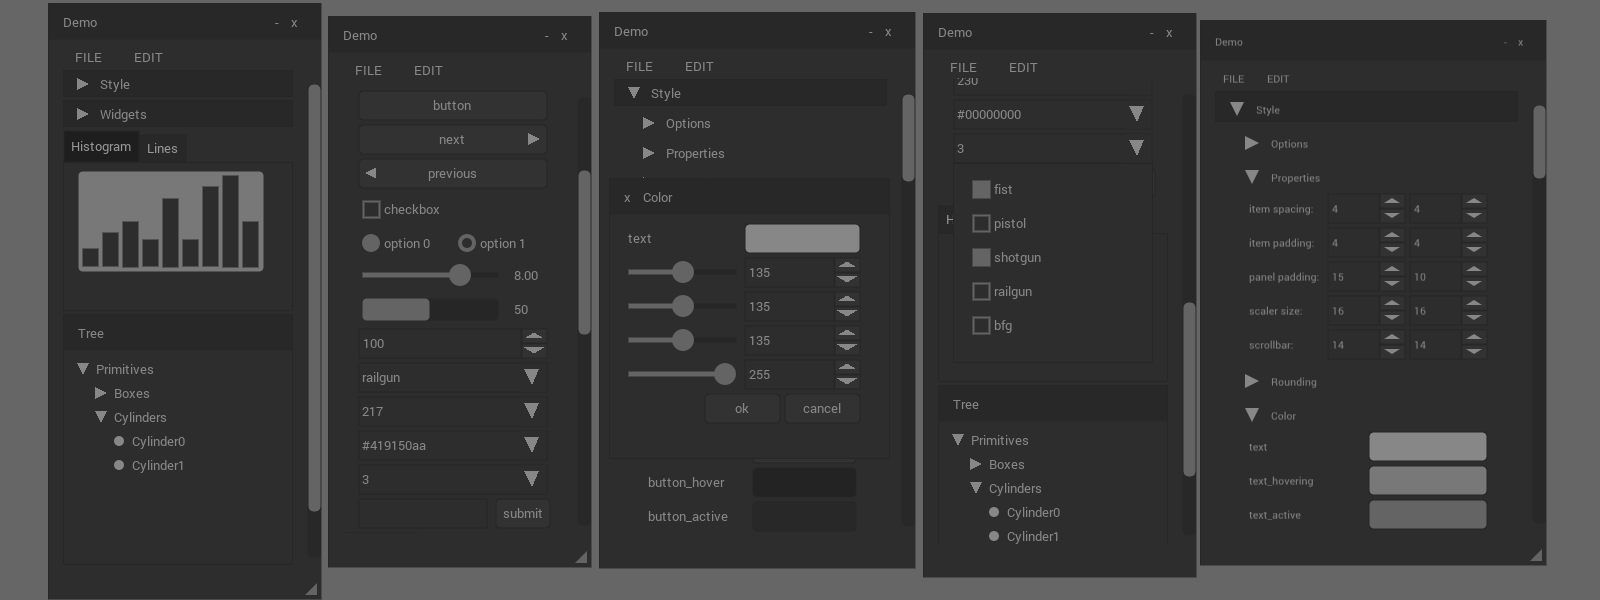 Demo - x
FILE EDIT
Style
Widgets
Histogram Lines
Tree
Primitives
Boxes
Cylinders
Cylinder0
Cylinder1
Demo - x
FILE EDIT
button
next
previous
checkbox
option 0 option 1
8.00
50
100
railgun
217
#419150aa
3
submit
Demo - x
FILE EDIT
Style
Options
Properties
x Color
text
135
135
135
255
ok cancel
button_hover
button_active
Demo - x
FILE EDIT
230
#00000000
3
fist
pistol
shotgun
railgun
bfg
H
Tree
Primitives
Boxes
Cylinders
Cylinder0
Cylinder1
Demo - x
FILE EDIT
Style
Options
Properties
item spacing: 4 4
item padding: 4 4
panel padding: 15 10
scaler size: 16 16
scrollbar: 14 14
Rounding
Color
text
text_hovering
text_active